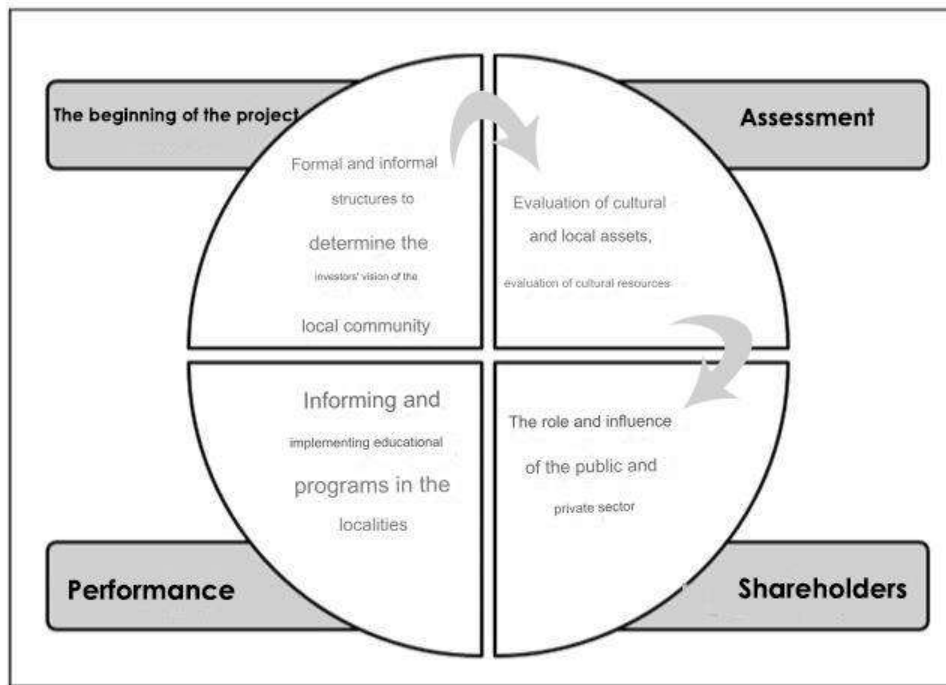 The beginning of the project
Assessment
Formal and informal
structures to
determine the
investors' vision of the
local community
Evaluation of cultural
and local assets,
evaluation of cultural resources
Informing and
implementing educational
programs in the
localities
The role and influence
of the public and
private sector
Performance
Shareholders